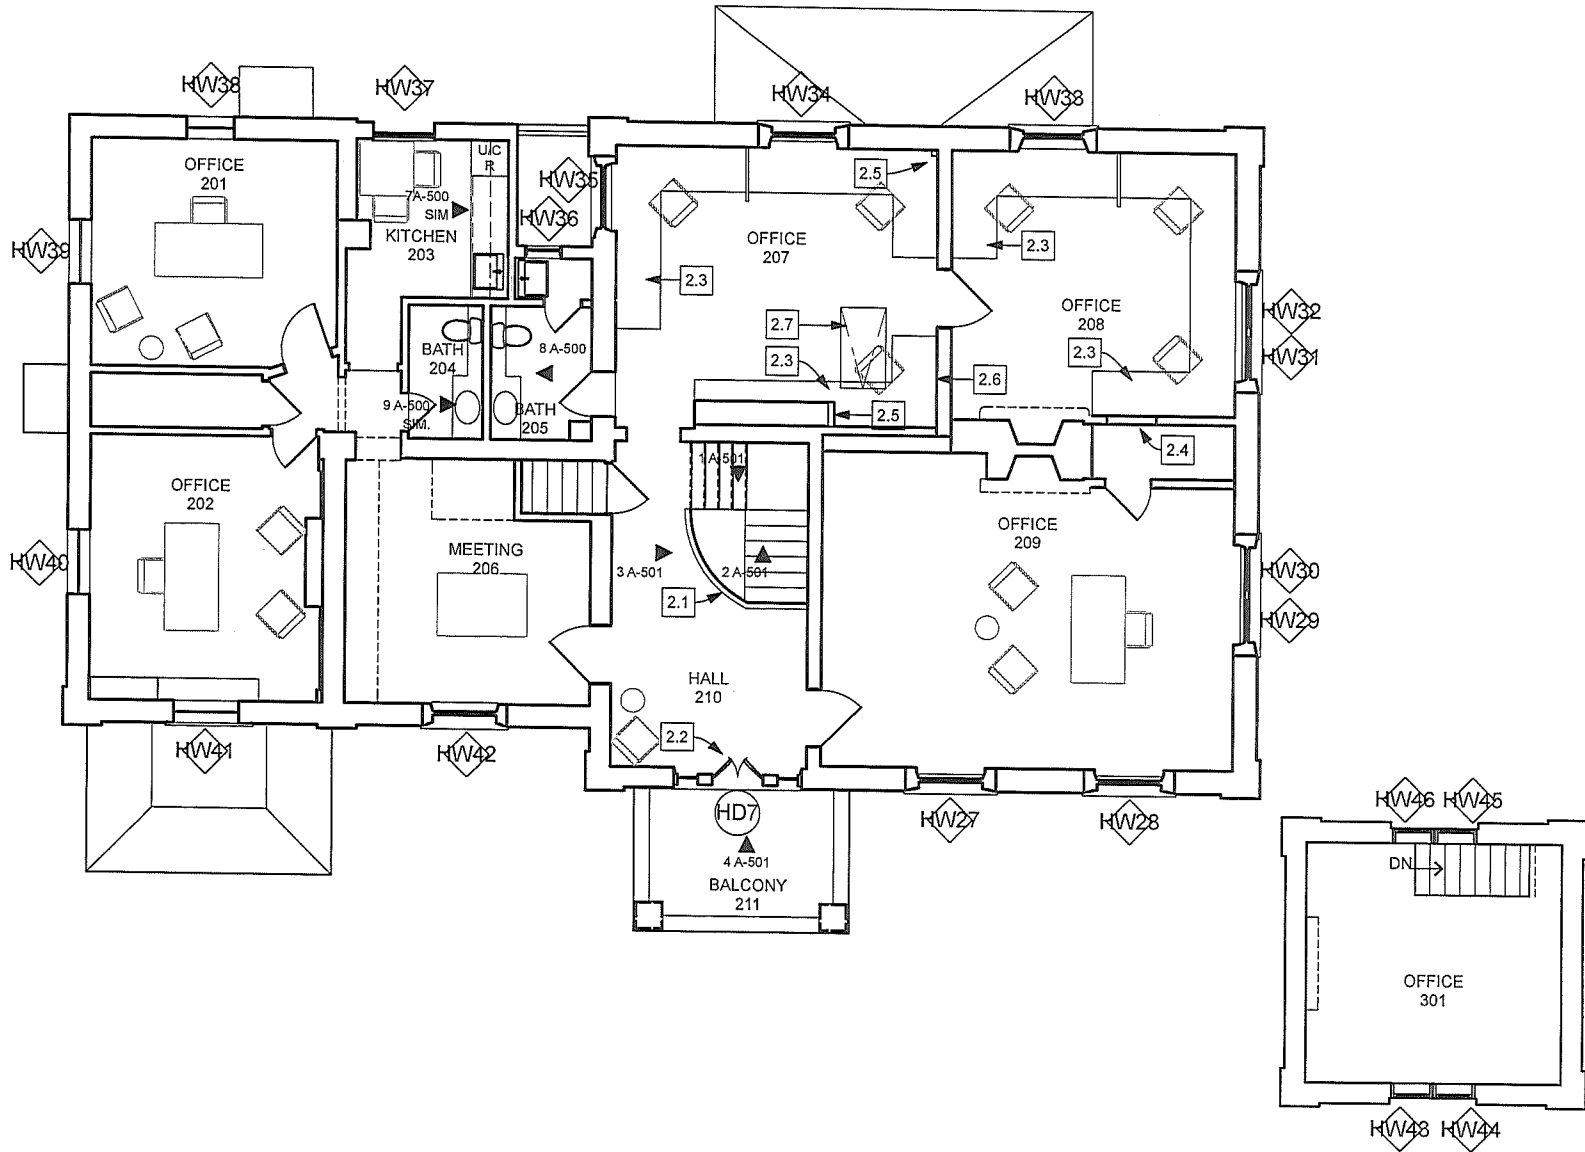 HW38
HW37
HW34
HW33
OFFICE
201
U/C
R
7 A-500
SIM
KITCHEN
203
HW35
HW36
HW39
OFFICE
207
2.5
2.3
2.3
OFFICE
208
HW32
HW31
2.7
2.3
2.3
2.6
2.5
2.4
BATH
204
8 A-500
9 A-500
SIM.
BATH
205
1 A-501
OFFICE
202
HW40
MEETING
206
3 A-501
2 A-501
2.1
OFFICE
209
HW30
HW29
HALL
210
2.2
HW41
HW42
HD7
HW27
HW28
4 A-501
BALCONY
211
HW46
HW45
DN
OFFICE
301
HW43
HW44